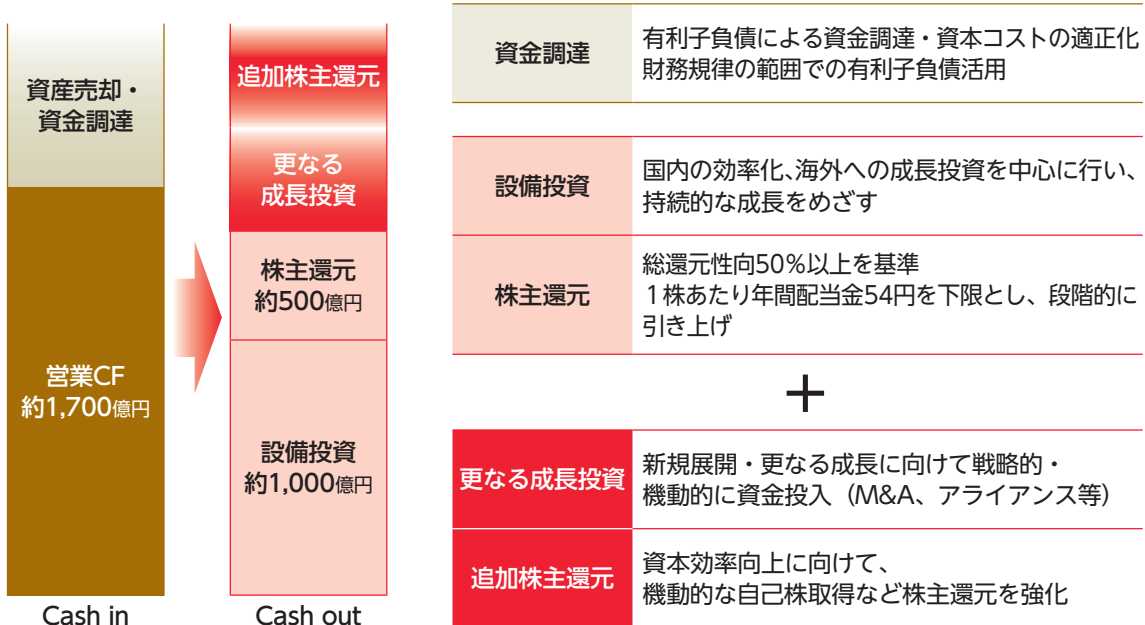 資産売却・
資金調達
営業CF
約1,700億円
Cash in
追加株主還元
更なる
成長投資
株主還元
約500億円
設備投資
約1,000億円
Cash out
資金調達
有利子負債による資金調達・資本コストの適正化
財務規律の範囲での有利子負債活用
設備投資
国内の効率化、海外への成長投資を中心に行い、
持続的な成長をめざす
株主還元
総還元性向50%以上を基準
1株あたり年間配当金54円を下限とし、段階的に
引き上げ
＋
更なる成長投資
新規展開・更なる成長に向けて戦略的・
機動的に資金投入（M&A、アライアンス等）
追加株主還元
資本効率向上に向けて、
機動的な自己株取得など株主還元を強化